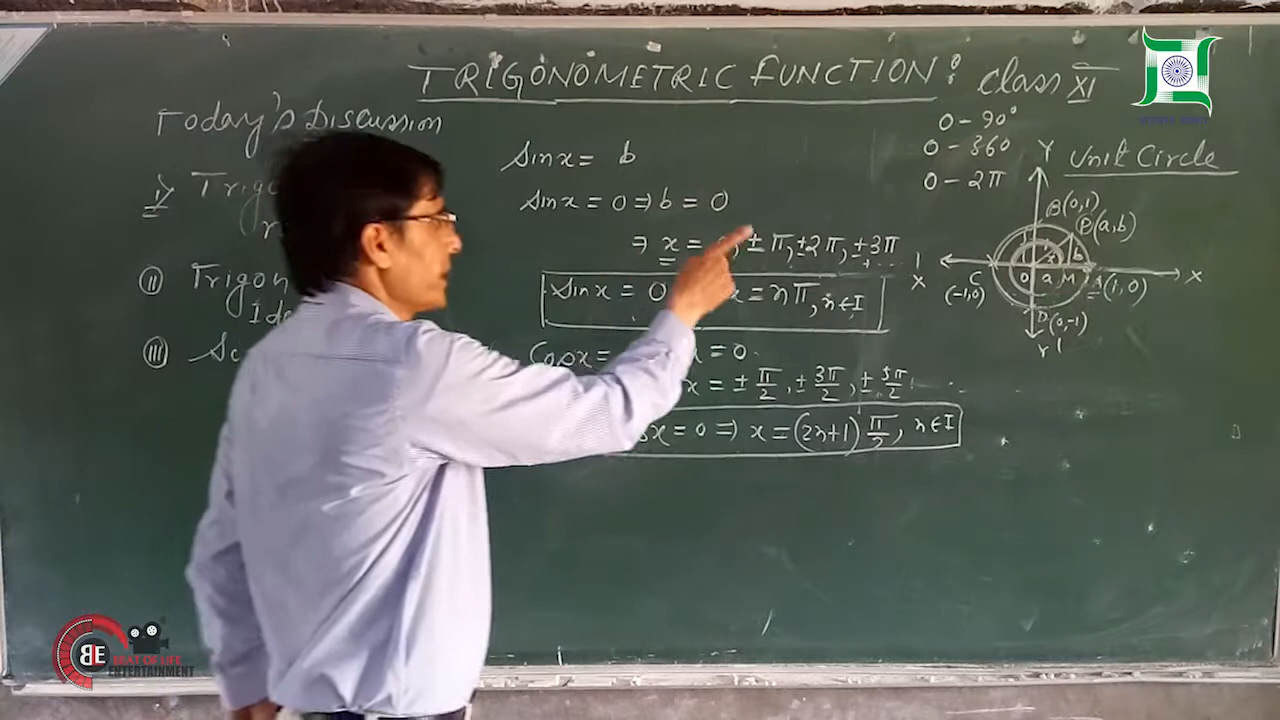 TRIGONOMETRIC FUNCTION : class XI
Today's Discussion
i) Trigo
ii) Trigon
Ide
iii) Sc
Sinx = b
Sinx = 0 ⇒ b = 0
⇒ x = , ± π, ±2π, ±3π
Sinx = 0 x = nπ, n∈I
Cosx = = 0.
x = ± π/2, ± 3π/2, ± 5π/2
x = 0 ⇒ x = (2n+1) π/2, n∈I
0 - 90°
0 - 360
0 - 2π
Unit Circle
Y
B(0,1)
P(a,b)
X' C O a M b A(1,0) X
(-1,0)
D(0,-1)
Y'
BE
BEAT OF LIFE
ENTERTAINMENT